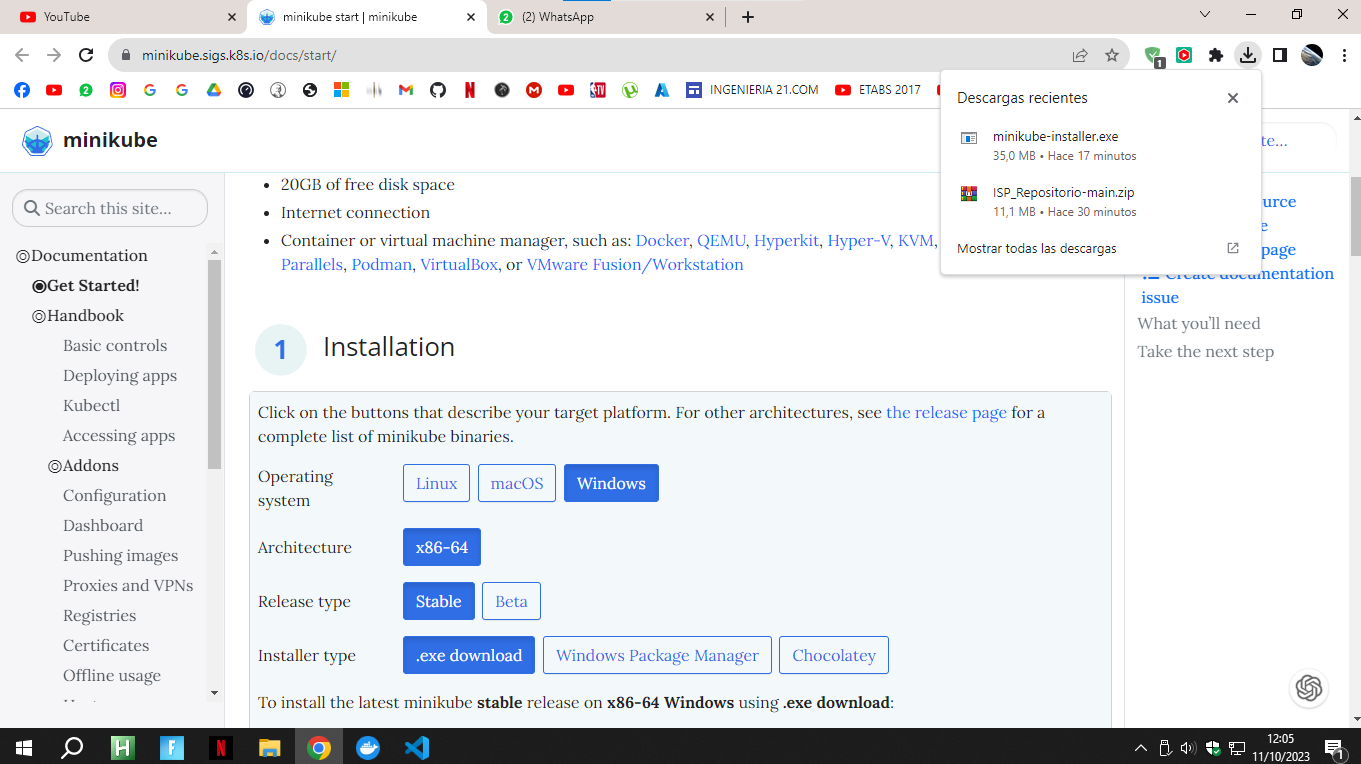 YouTube
minikube start | minikube
(2) WhatsApp
minikube.sigs.k8s.io/docs/start/
1
INGENIERIA 21.COM
ETABS 2017
Descargas recientes
minikube-installer.exe
35,0 MB • Hace 17 minutos
ISP_Repositorio-main.zip
11,1 MB • Hace 30 minutos
Mostrar todas las descargas
minikube
Search this site…
Documentation
Get Started!
Handbook
Basic controls
Deploying apps
Kubectl
Accessing apps
Addons
Configuration
Dashboard
Pushing images
Proxies and VPNs
Registries
Certificates
Offline usage
20GB of free disk space
Internet connection
Container or virtual machine manager, such as: Docker, QEMU, Hyperkit, Hyper-V, KVM,
Parallels, Podman, VirtualBox, or VMware Fusion/Workstation
1 Installation
Click on the buttons that describe your target platform. For other architectures, see the release page for a
complete list of minikube binaries.
Operating
system
Linux macOS Windows
Architecture x86-64
Release type Stable Beta
Installer type .exe download Windows Package Manager Chocolatey
To install the latest minikube stable release on x86-64 Windows using .exe download:
te…
urce
e
page
Create documentation
issue
What you’ll need
Take the next step
12:05
11/10/2023
1